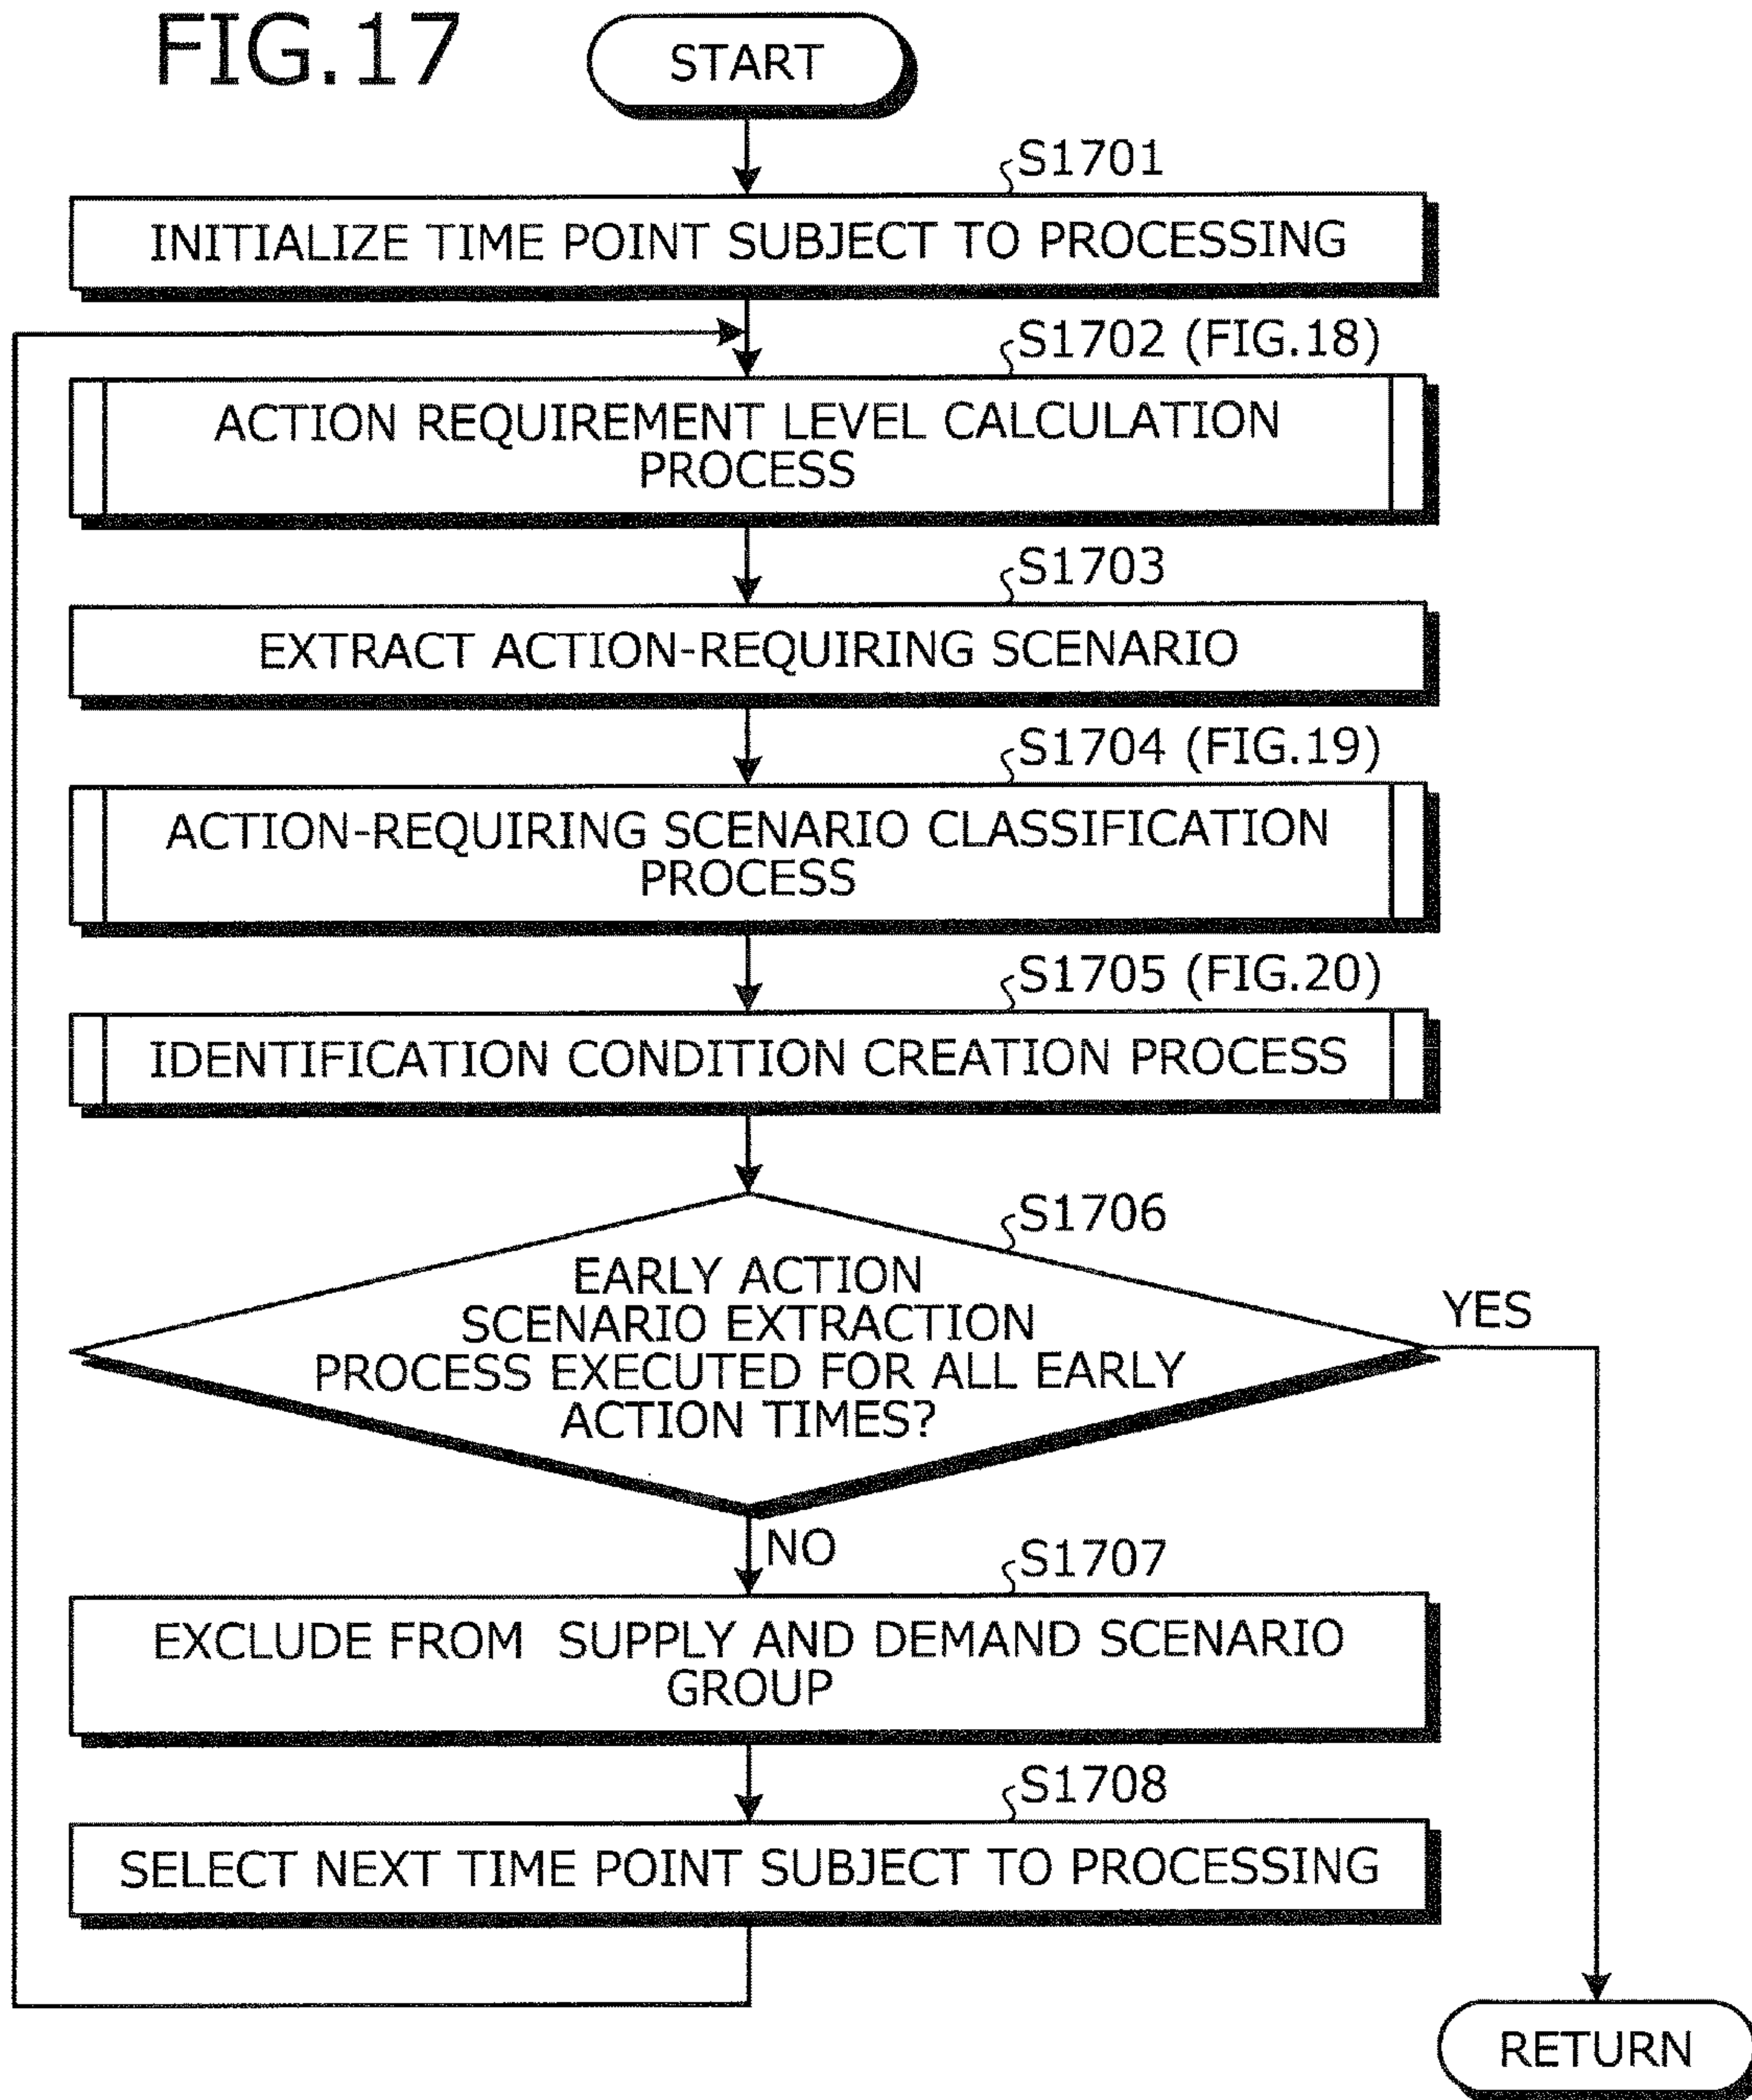 FIG.17
START
S1701
INITIALIZE TIME POINT SUBJECT TO PROCESSING
S1702 (FIG.18)
ACTION REQUIREMENT LEVEL CALCULATION
PROCESS
S1703
EXTRACT ACTION-REQUIRING SCENARIO
S1704 (FIG.19)
ACTION-REQUIRING SCENARIO CLASSIFICATION
PROCESS
S1705 (FIG.20)
IDENTIFICATION CONDITION CREATION PROCESS
S1706
EARLY ACTION
SCENARIO EXTRACTION
PROCESS EXECUTED FOR ALL EARLY
ACTION TIMES?
YES
NO
S1707
EXCLUDE FROM SUPPLY AND DEMAND SCENARIO
GROUP
S1708
SELECT NEXT TIME POINT SUBJECT TO PROCESSING
RETURN